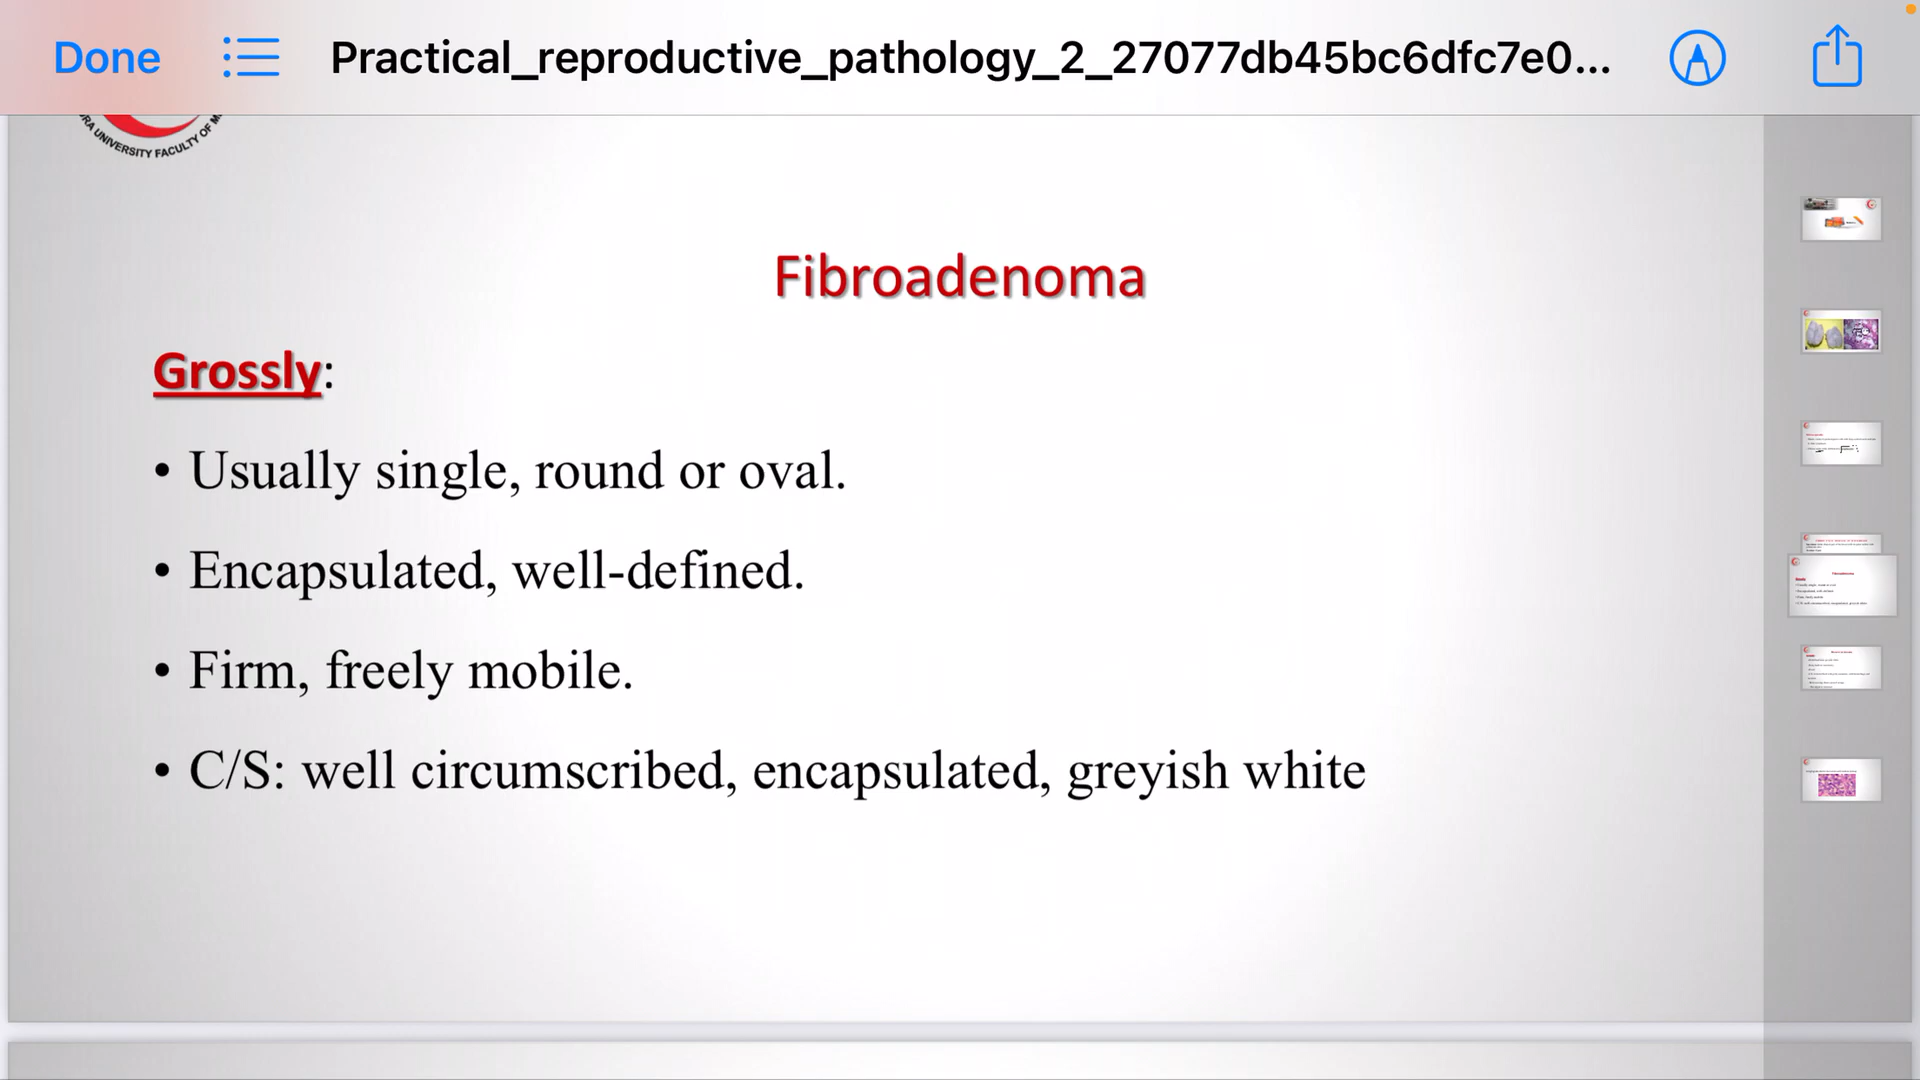 Done
Practical_reproductive_pathology_2_27077db45bc6dfc7e0...
UNIVERSITY FACULTY OF
Fibroadenoma
Grossly:
• Usually single, round or oval.
• Encapsulated, well-defined.
• Firm, freely mobile.
• C/S: well circumscribed, encapsulated, greyish white